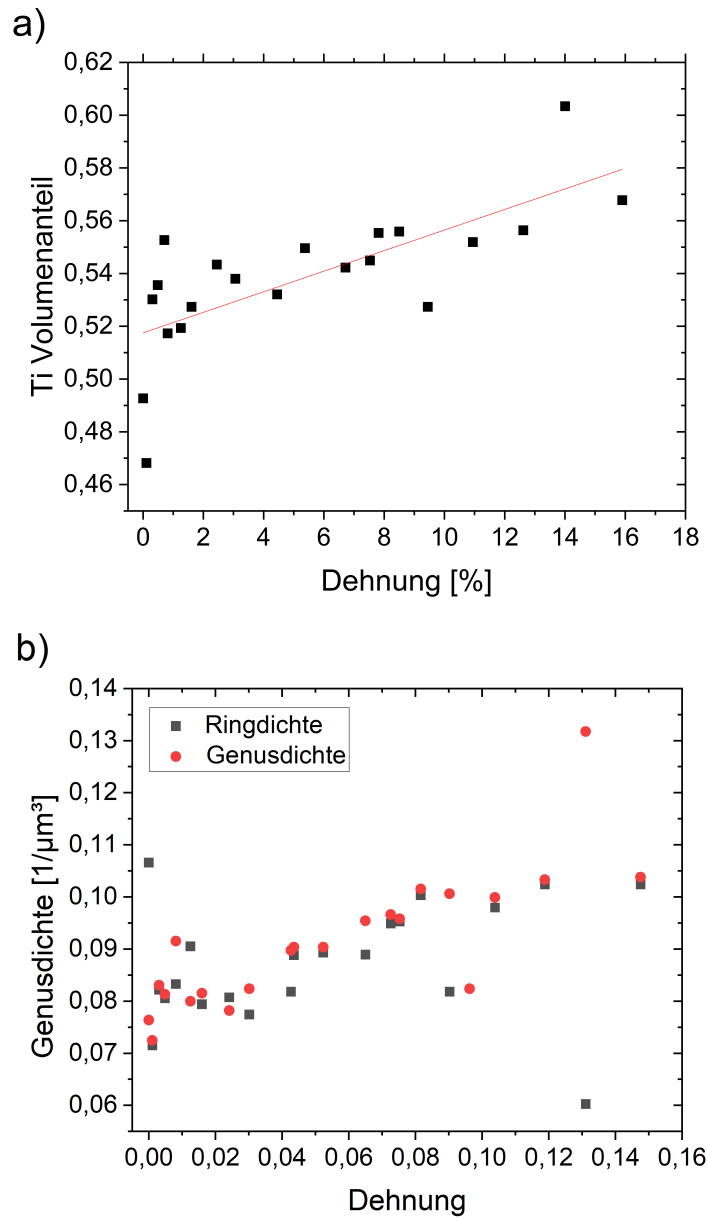 a)
0,62
0,60
0,58
0,56
0,54
0,52
0,50
0,48
0,46
Ti Volumenanteil
0 2 4 6 8 10 12 14 16 18
Dehnung [%]
b)
0,14
0,13
0,12
0,11
0,10
0,09
0,08
0,07
0,06
Genusdichte [1/µm³]
Ringdichte
Genusdichte
0,00 0,02 0,04 0,06 0,08 0,10 0,12 0,14 0,16
Dehnung